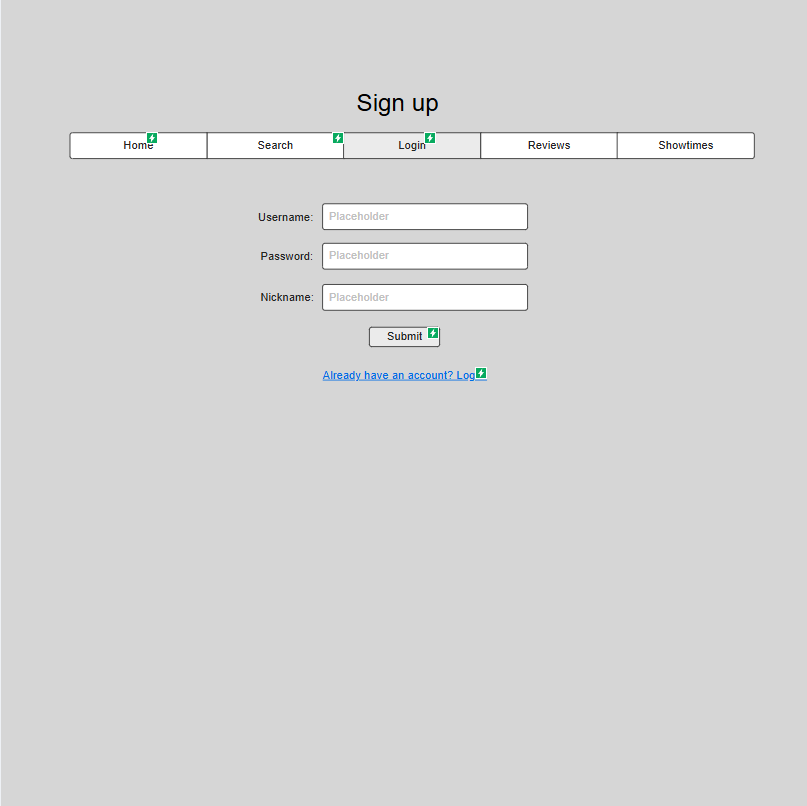 Sign up
Home Search Login Reviews Showtimes
Username: Placeholder
Password: Placeholder
Nickname: Placeholder
Submit
Already have an account? Log